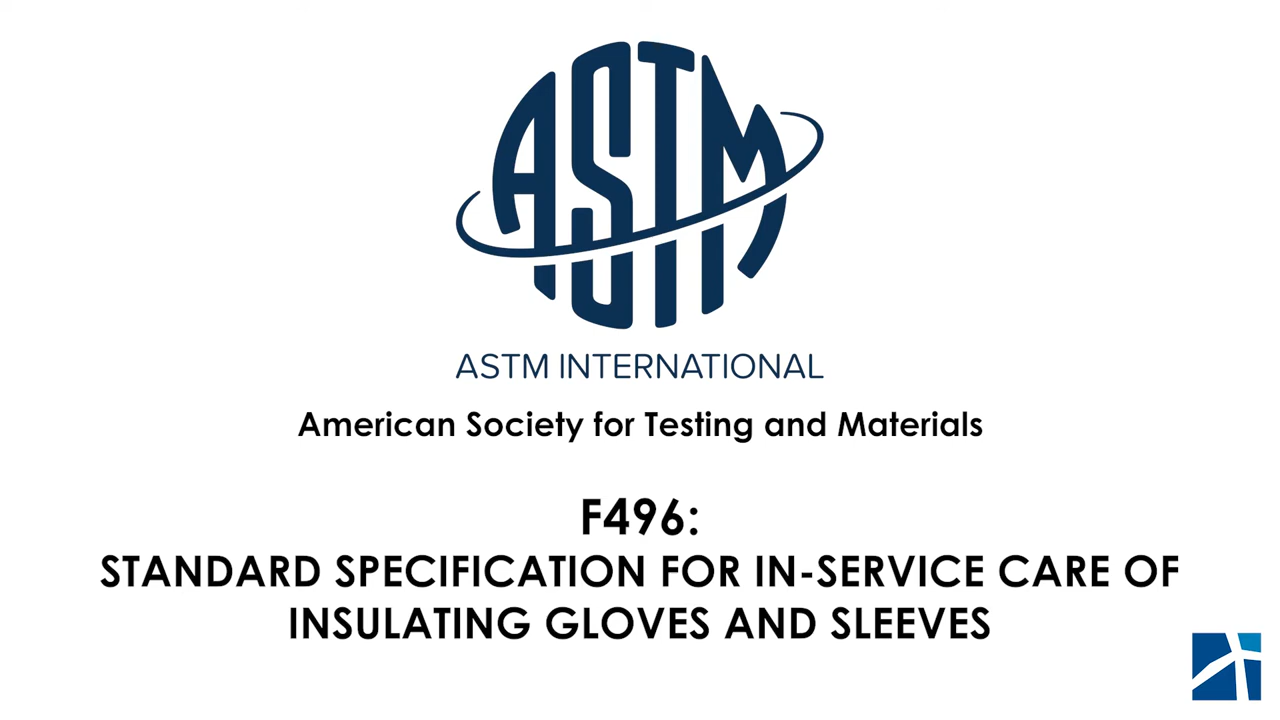 ASTM
ASTM INTERNATIONAL
American Society for Testing and Materials
F496:
STANDARD SPECIFICATION FOR IN-SERVICE CARE OF
INSULATING GLOVES AND SLEEVES